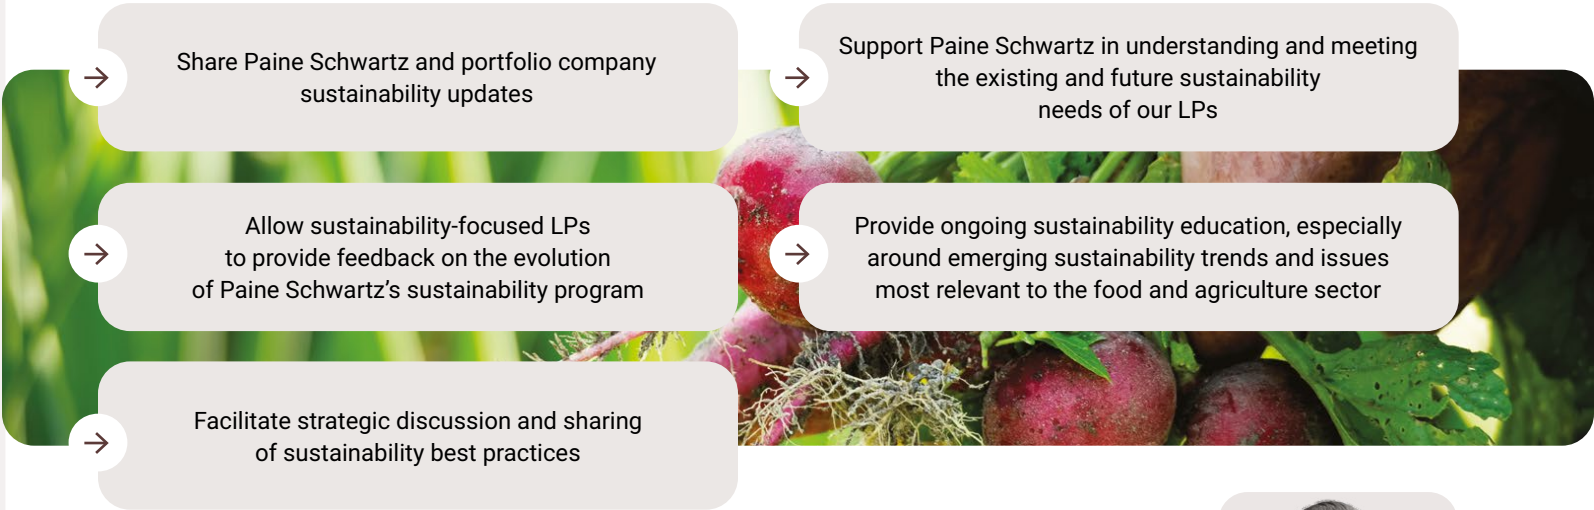 Share Paine Schwartz and portfolio company
sustainability updates
Support Paine Schwartz in understanding and meeting
the existing and future sustainability
needs of our LPs
Allow sustainability-focused LPs
to provide feedback on the evolution
of Paine Schwartz’s sustainability program
Provide ongoing sustainability education, especially
around emerging sustainability trends and issues
most relevant to the food and agriculture sector
Facilitate strategic discussion and sharing
of sustainability best practices